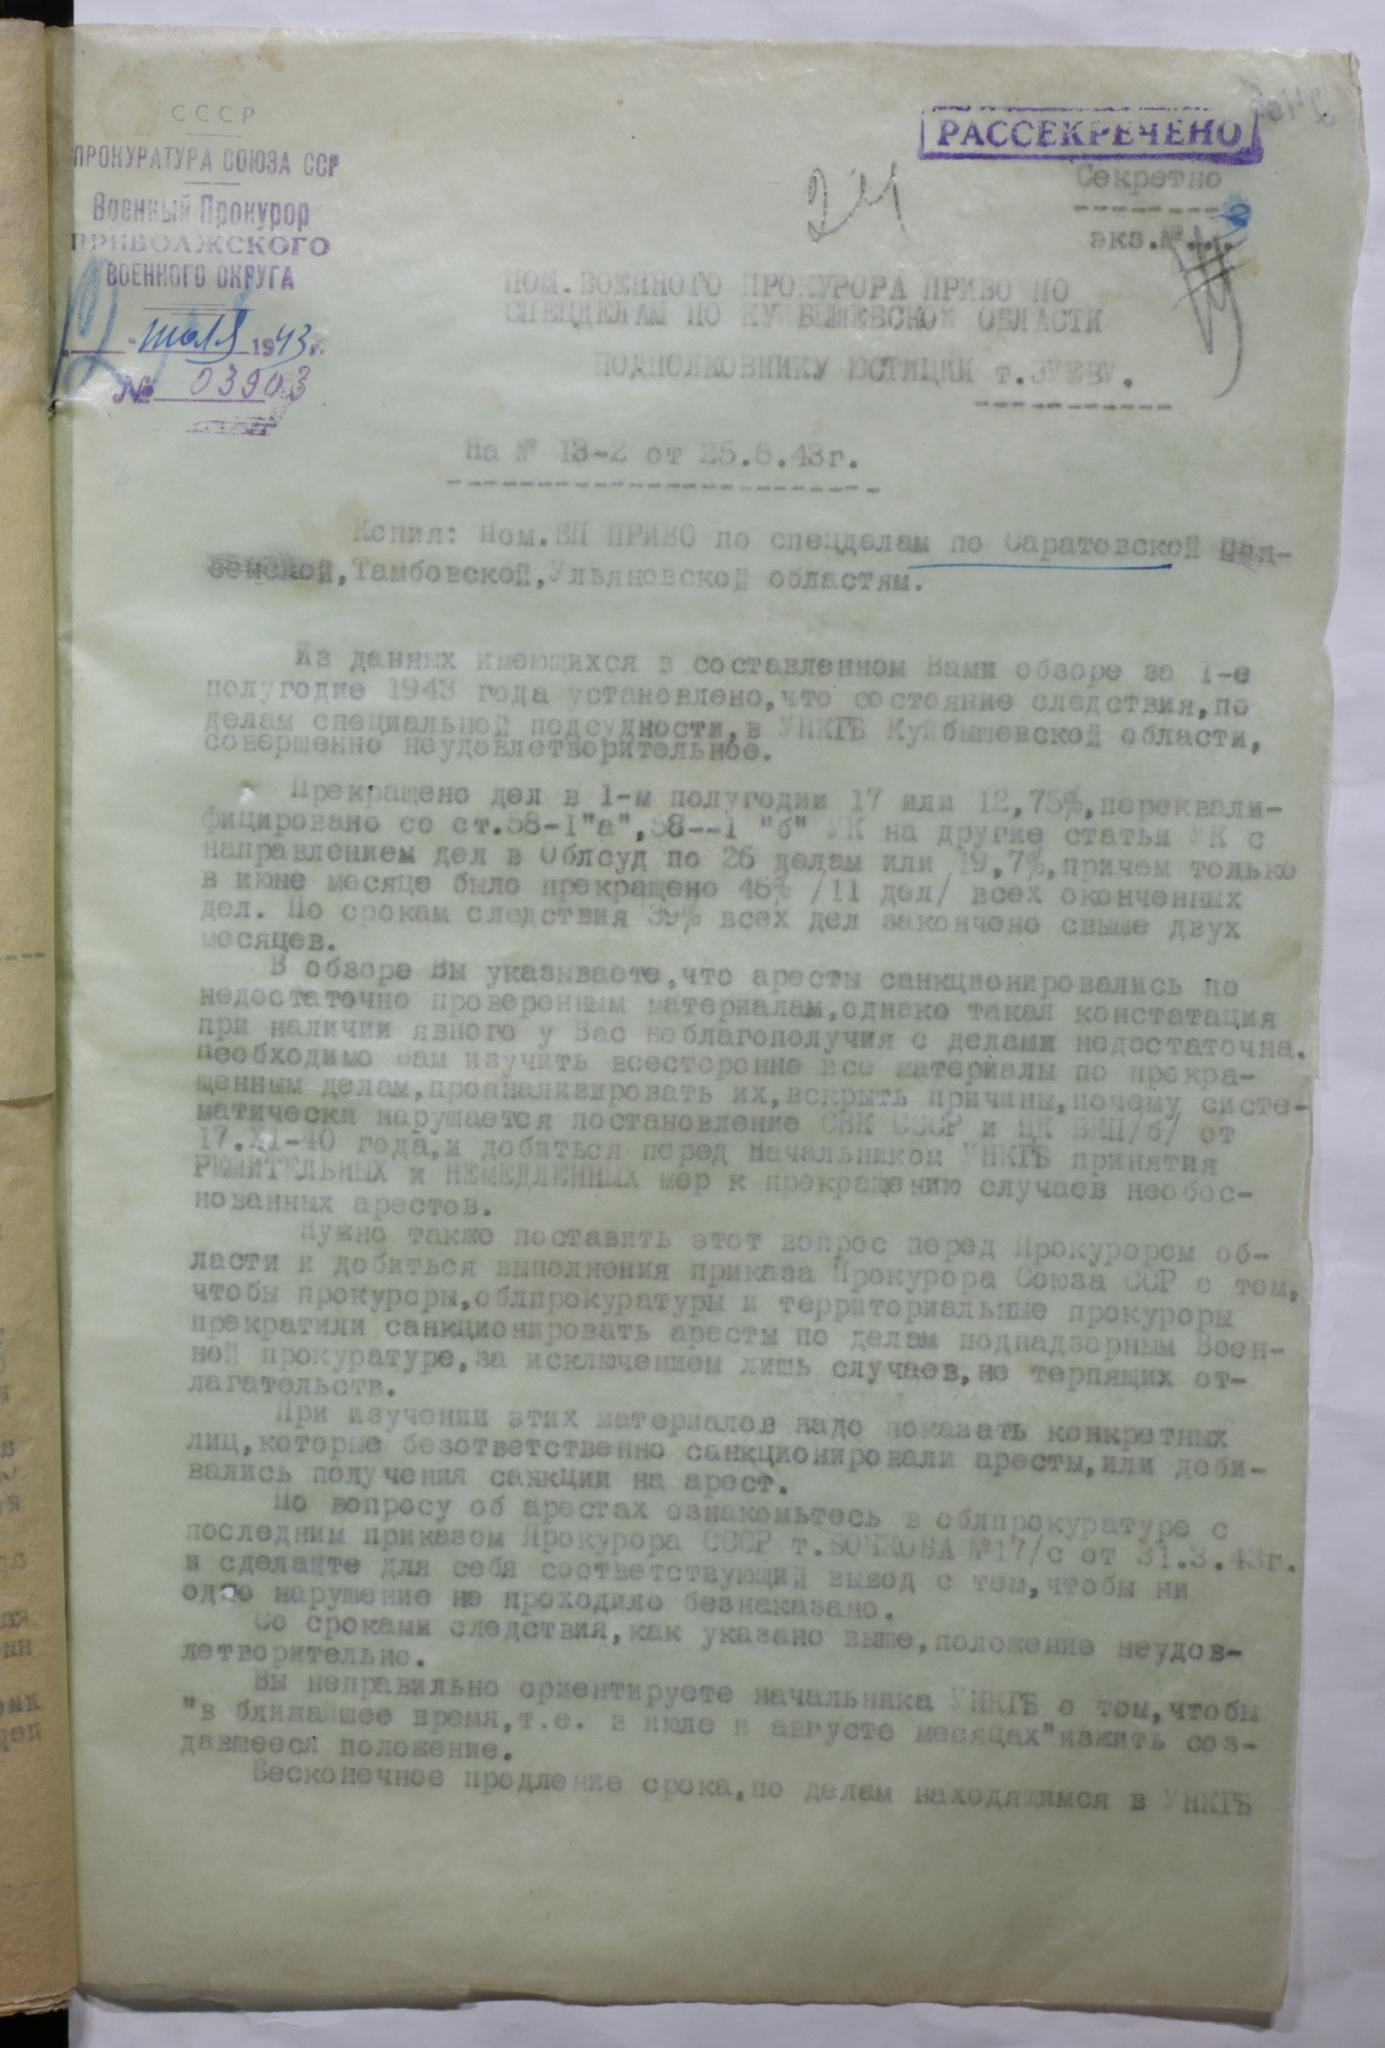 СССР
ПРОКУРАТУРА СОЮЗА ССР
Военный Прокурор
ПРИВОЛЖСКОГО
ВОЕННОГО ОКРУГА
июля 1943 г.
№ 03903
РАССЕКРЕЧЕНО
Секретно
экз.№ 2
24
ПОМ.ВОЕННОГО ПРОКУРОРА ПРИВО ПО
СПЕЦДЕЛАМ ПО КУЙБЫШЕВСКОЙ ОБЛАСТИ
ПОДПОЛКОВНИКУ ЮСТИЦИИ т.ЗУЕВУ.
На № 13-2 от 25.6.43г.
Копия: Пом.ВП ПРИВО по спецделам по Саратовской Пен-
зенской,Тамбовской,Ульяновской областям.
Из данных имеющихся в составленном Вами обзоре за 1-е
полугодие 1943 года установлено,что состояние следствия,по
делам специальной подсудности,в УНКГБ Куйбышевской области,
совершенно неудовлетворительное.
Прекращено дел в 1-м полугодии 17 или 12,75%,переквали-
фицировано со ст.58-1"а",58--1 "б" УК на другие статьи УК с
направлением дел в Облсуд по 26 делам или 19,7%,причем только
в июне месяце было прекращено 46% /11 дел/ всех оконченных
дел. По срокам следствия 39% всех дел закончено свыше двух
месяцев.
В обзоре Вы указываете,что аресты санкционировались по
недостаточно проверенным материалам,однако такая констатация
при наличии явного у Вас неблагополучия с делами недостаточна.
Необходимо Вам изучить всесторонне все материалы по прекра-
щенным делам,проанализировать их,вскрыть причины,почему систе-
матически нарушается постановление СНК СССР и ЦК ВКП/б/ от
17.XI-40 года,и добиться перед Начальником УНКГБ принятия
РЕШИТЕЛЬНЫХ и НЕМЕДЛЕННЫХ мер к прекращению случаев необос-
нованных арестов.
Нужно также поставить этот вопрос перед Прокурором об-
ласти и добиться выполнения приказа Прокурора Союза ССР о том,
чтобы прокуроры,облпрокуратуры и территориальные прокуроры
прекратили санкционировать аресты по делам поднадзорным Воен-
ной прокуратуре,за исключением лишь случаев,не терпящих от-
лагательств.
При изучении этих материалов надо показать конкретных
лиц,которые безответственно санкционировали аресты,или доби-
вались получения санкции на арест.
По вопросу об арестах ознакомьтесь в облпрокуратуре с
последним приказом Прокурора СССР т.БОЧКОВА №17/с от 31.3.43г.
и сделайте для себя соответствующий вывод с тем,чтобы ни
одно нарушение не проходило безнаказано.
Со сроками следствия,как указано выше,положение неудов-
летворительно.
Вы неправильно ориентируете начальника УНКГБ о том,чтобы
"в ближайшее время,т.е. в июле и августе месяцах"изжить соз-
давшееся положение.
Бесконечное продление срока,по делам находящимся в УНКГБ